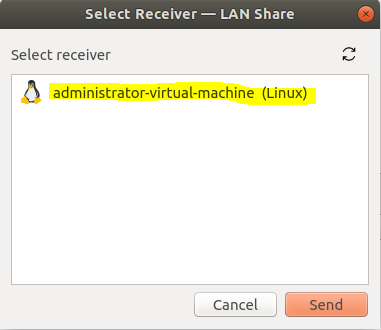 Select Receiver — LAN Share
Select receiver
administrator-virtual-machine (Linux)
Cancel
Send